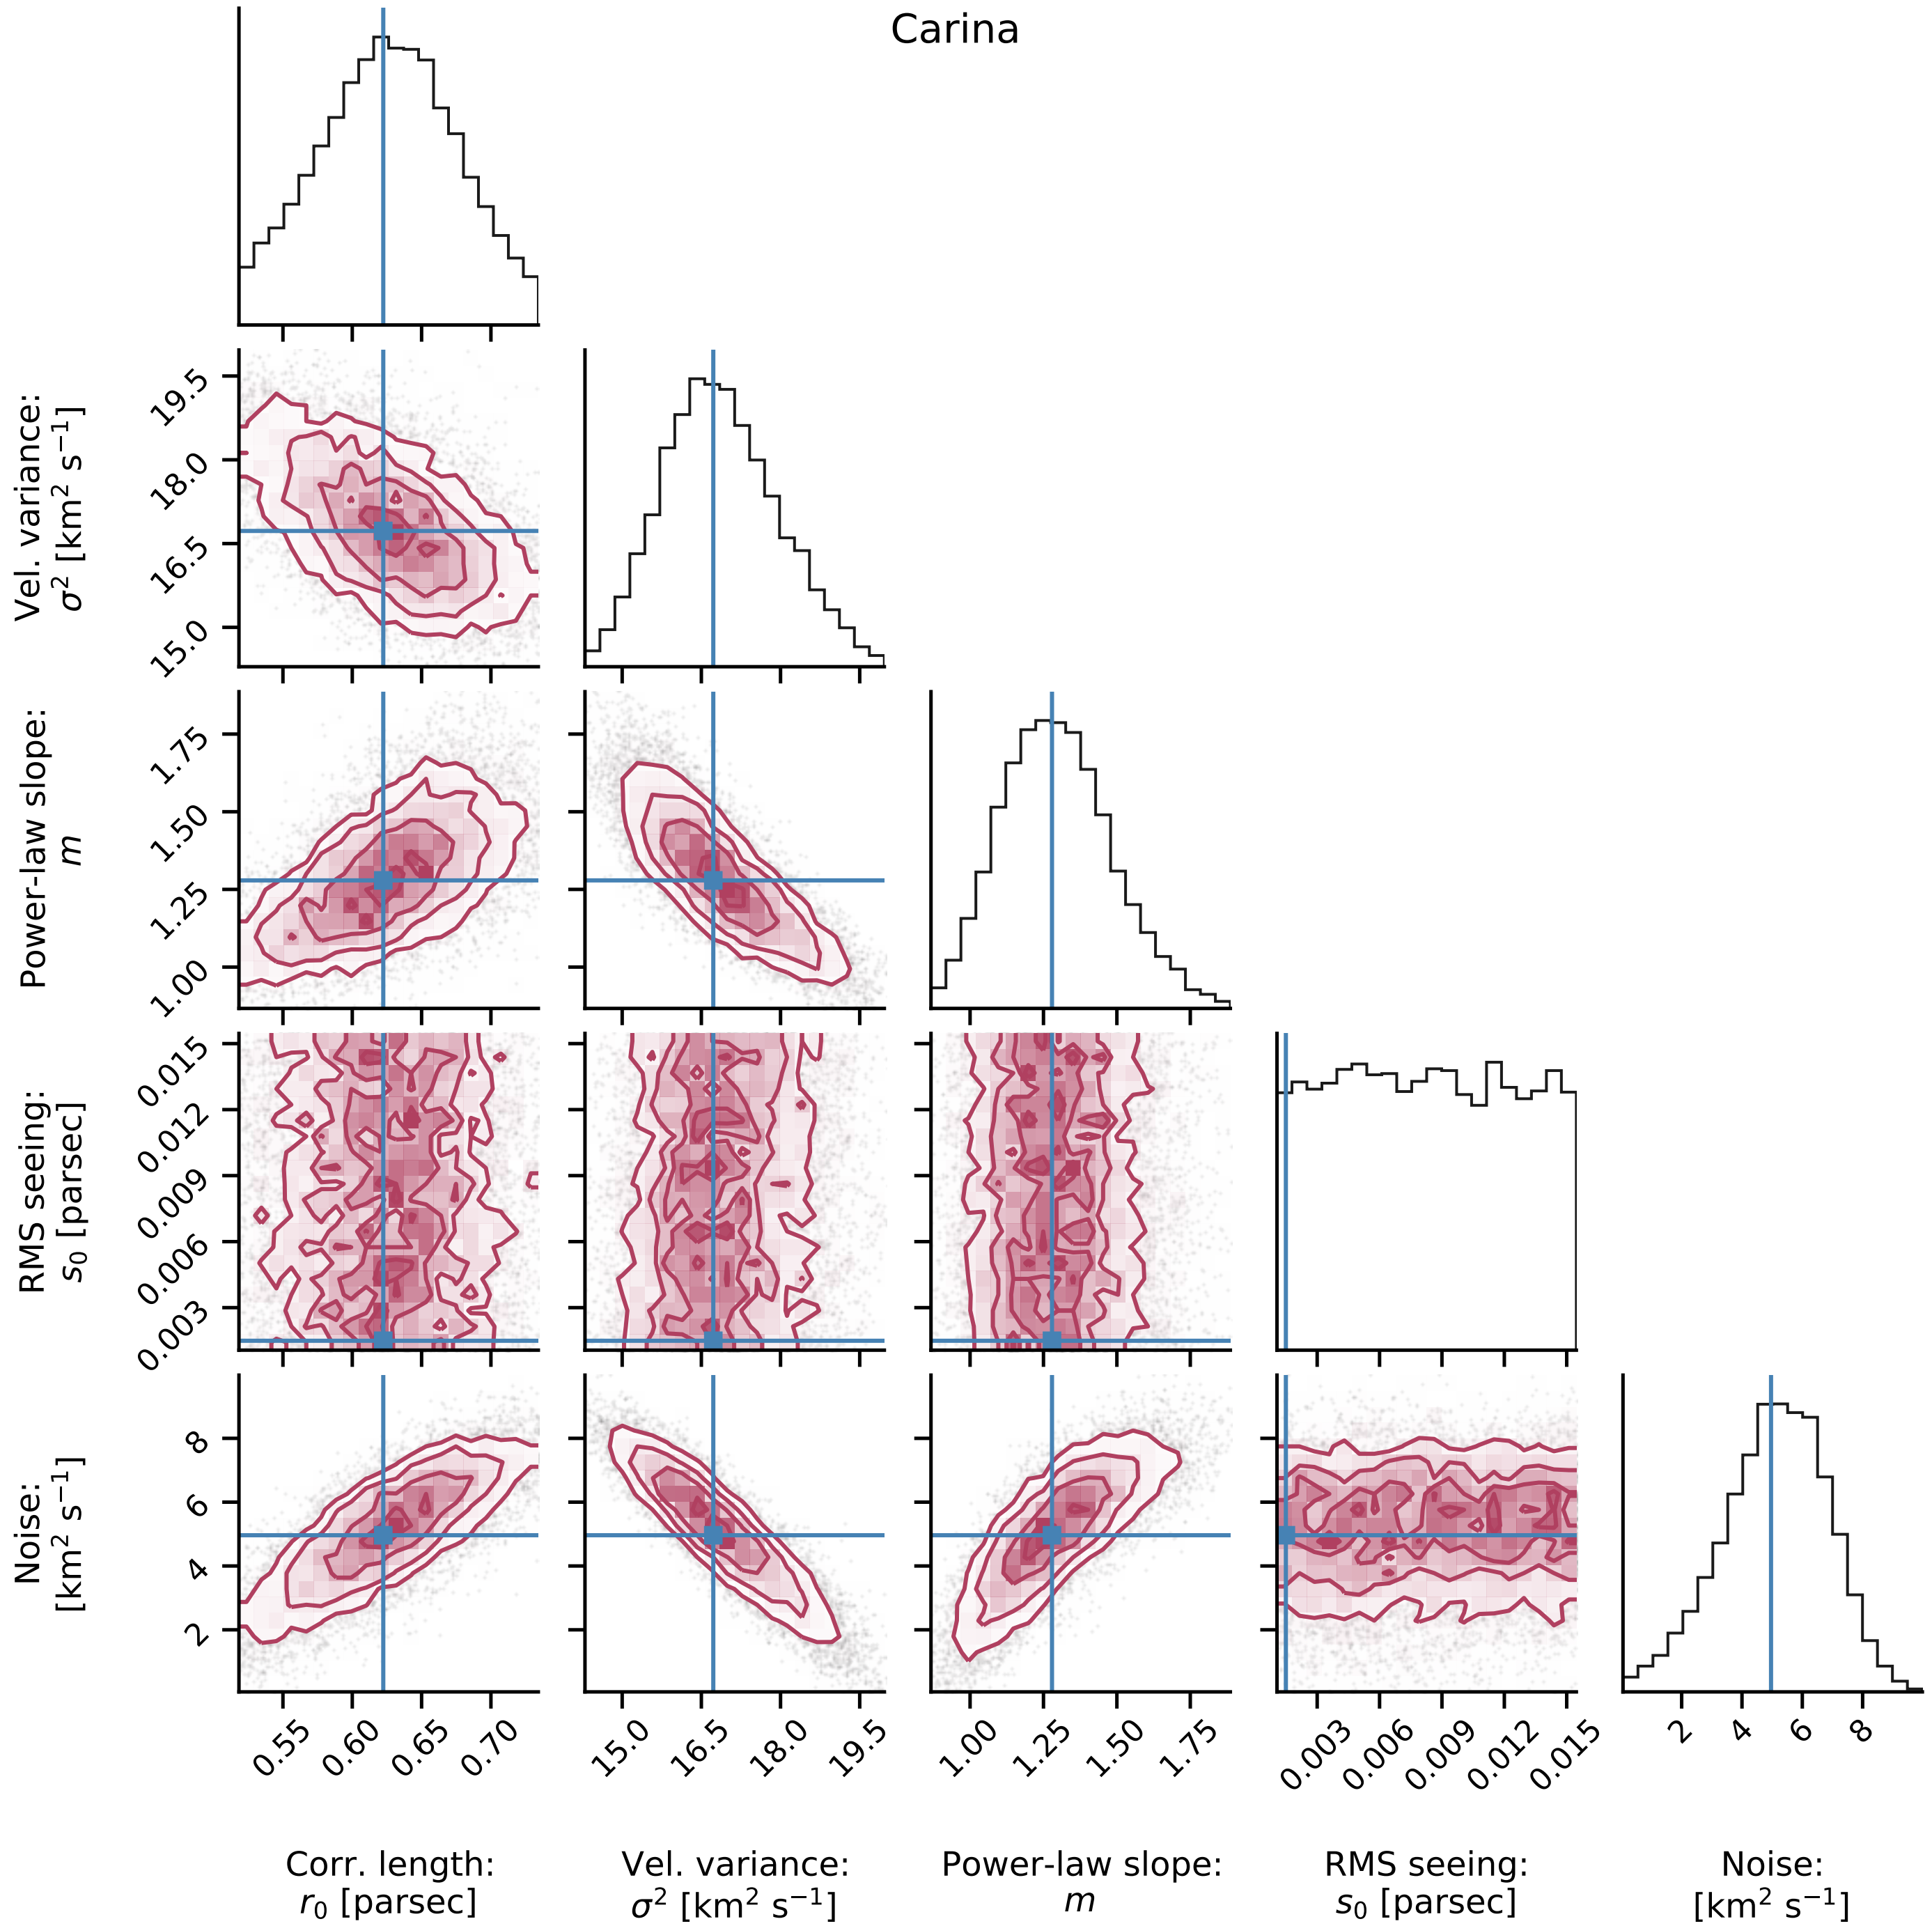 Carina
Vel. variance:
σ² [km² s⁻¹]
19.5
18.0
16.5
15.0
Power-law slope:
m
1.75
1.50
1.25
1.00
RMS seeing:
s₀ [parsec]
0.015
0.012
0.009
0.006
0.003
Noise:
[km² s⁻¹]
8
6
4
2
0.55 0.60 0.65 0.70 15.0 16.5 18.0 19.5 1.00 1.25 1.50 1.75 0.003 0.006 0.009 0.012 0.015 2 4 6 8
Corr. length: Vel. variance: Power-law slope: RMS seeing: Noise:
r₀ [parsec] σ² [km² s⁻¹] m s₀ [parsec] [km² s⁻¹]